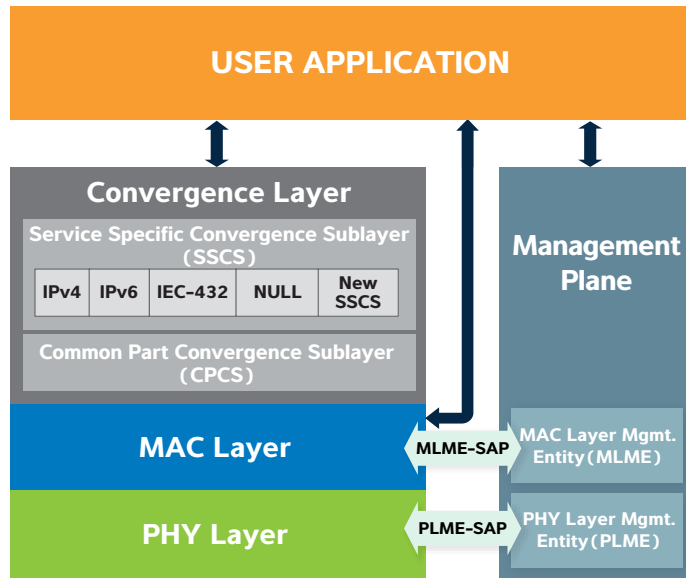 USER APPLICATION
Convergence Layer
Service Specific Convergence Sublayer
(SSCS)
IPv4
IPv6
IEC-432
NULL
New
SSCS
Common Part Convergence Sublayer
(CPCS)
MAC Layer
PHY Layer
MLME-SAP
PLME-SAP
Management
Plane
MAC Layer Mgmt.
Entity(MLME)
PHY Layer Mgmt.
Entity(PLME)